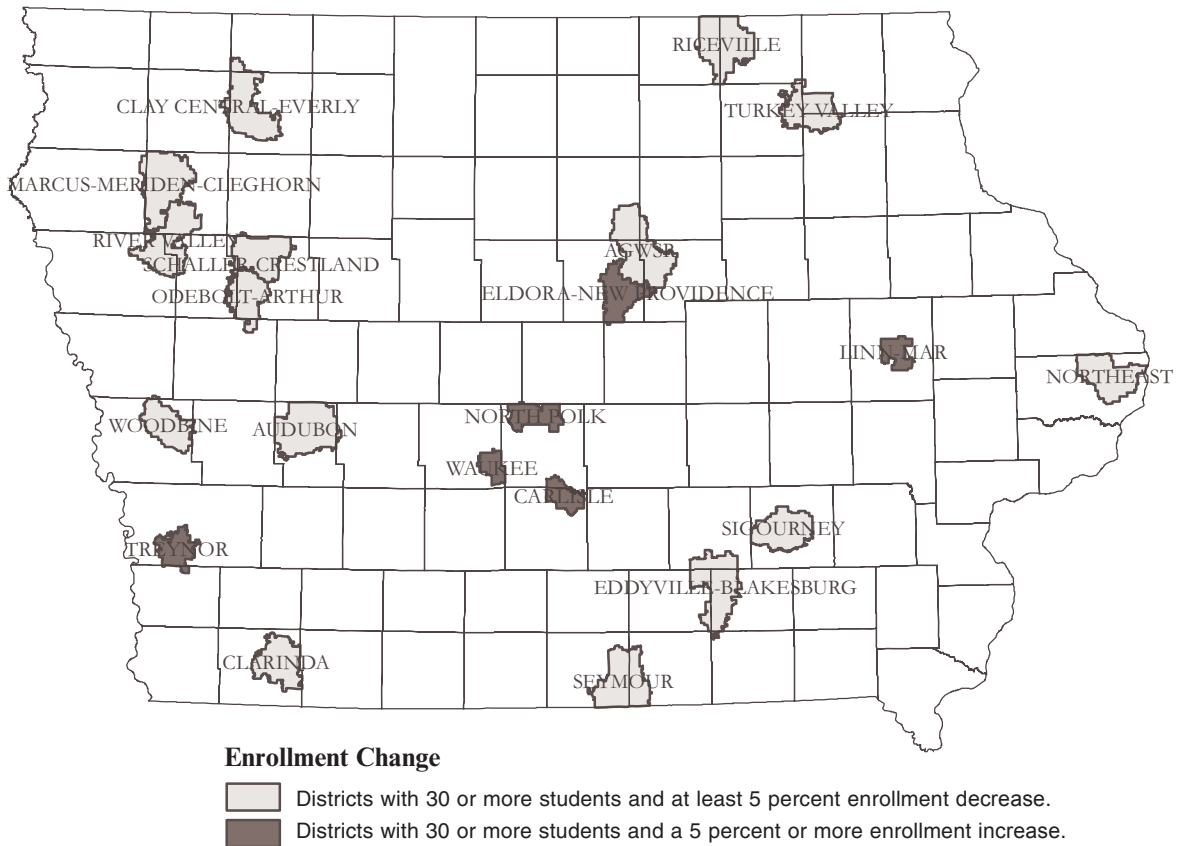 RICEVILLE
CLAY CENTRAL-EVERLY
TURKEY VALLEY
MARCUS-MERIDEN-CLEGHORN
RIVER VALLEY
AGWSR
SCHALLER-CRESTLAND
ODEBOLT-ARTHUR
ELDORA-NEW PROVIDENCE
LINN-MAR
NORTHEAST
WOODBINE
AUDUBON
NORTH POLK
WAUKEE
CARLISLE
SIGOURNEY
TREYNOR
EDDYVILLE-BLAKESBURG
CLARINDA
SEYMOUR
Enrollment Change
Districts with 30 or more students and at least 5 percent enrollment decrease.
Districts with 30 or more students and a 5 percent or more enrollment increase.